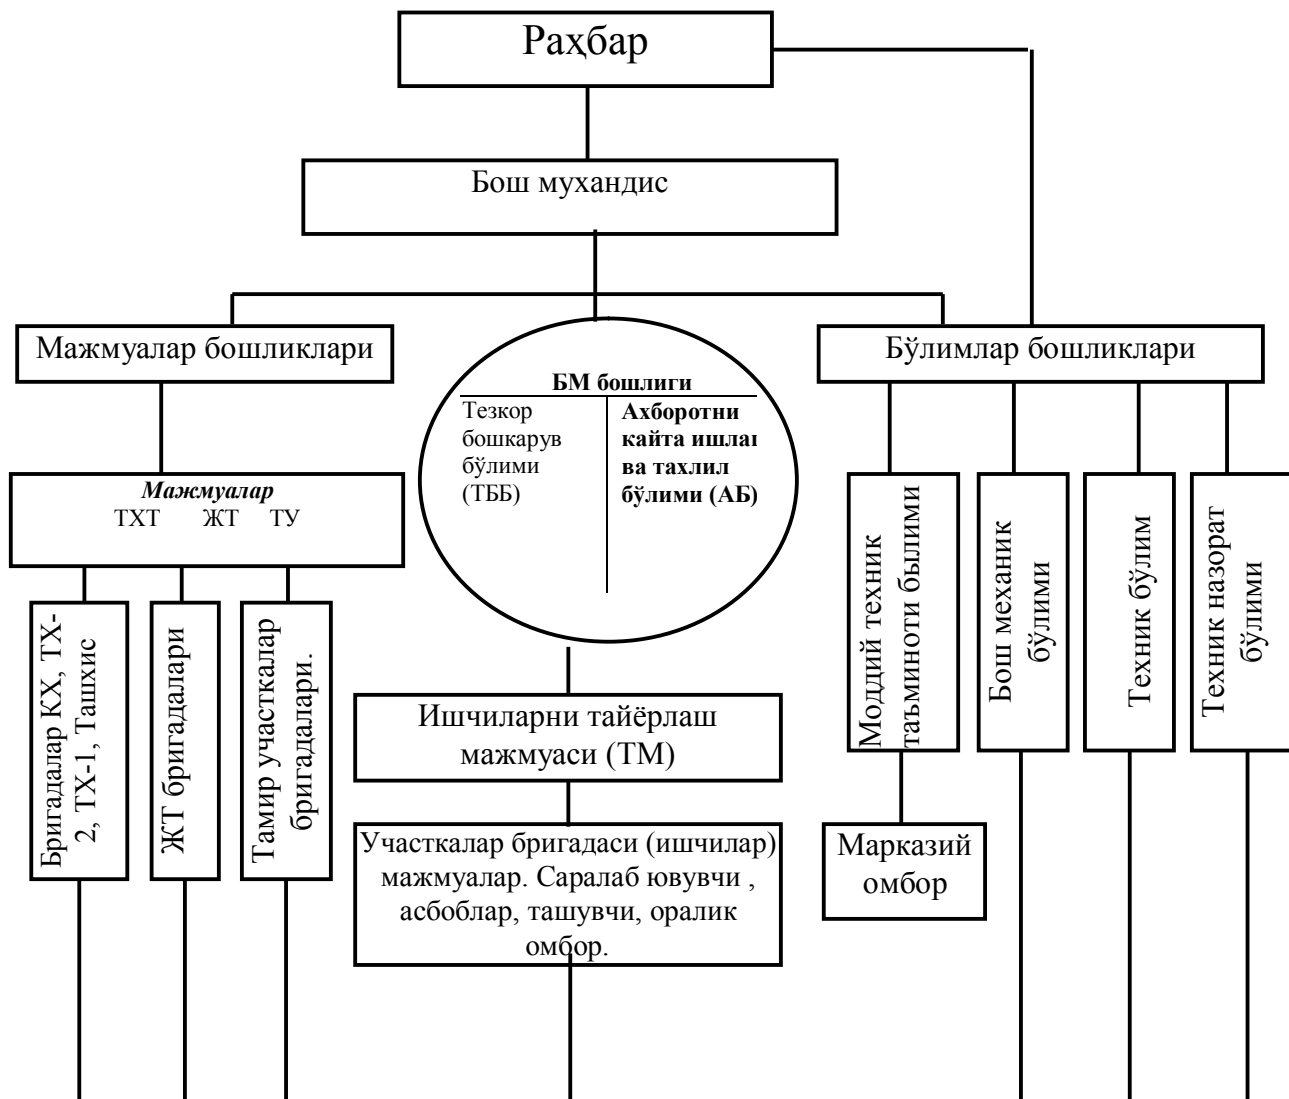 Раҳбар
Бош мухандис
Мажмуалар бошликлари
БМ бошлиги
Тезкор
бошкарув
бўлими
(ТББ)
Ахборотни
кайта ишлаш
ва тахлил
бўлими (АБ)
Бўлимлар бошликлари
Мажмуалар
ТХТ ЖТ ТУ
Бригадалар КХ, ТХ-
2, ТХ-1, Ташхис
ЖТ бригадалари
Тамир участкалар
бригадалари.
Ишчиларни тайёрлаш
мажмуаси (ТМ)
Участкалар бригадаси (ишчилар)
мажмуалар. Саралаб ювувчи ,
асбоблар, ташувчи, оралик
омбор.
Моддий техник
таъминоти былими
Бош механик
бўлими
Техник бўлим
Техник назорат
бўлими
Марказий
омбор